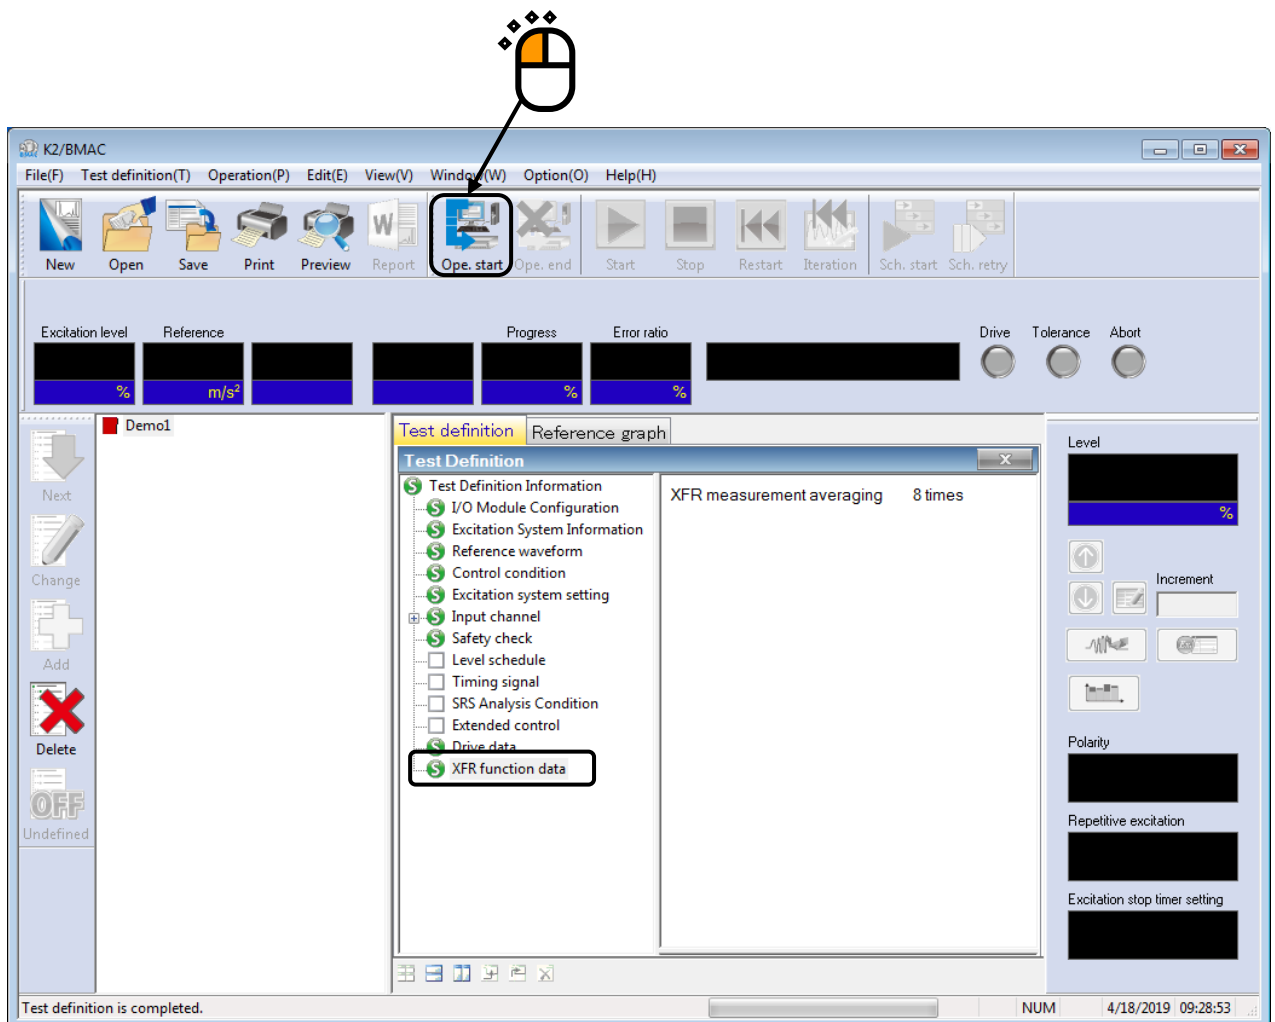 K2/BMAC
File(F) Test definition(T) Operation(P) Edit(E) View(V) Window(W) Option(O) Help(H)
New Open Save Print Preview Report Ope. start Ope. end Start Stop Restart Iteration Sch. start Sch. retry
Excitation level Reference Progress Error ratio Drive Tolerance Abort
% m/s² % %
Demo1
Next
Change
Add
Delete
OFF
Undefined
Test definition Reference graph
Test Definition
Test Definition Information
I/O Module Configuration
Excitation System Information
Reference waveform
Control condition
Excitation system setting
Input channel
Safety check
Level schedule
Timing signal
SRS Analysis Condition
Extended control
Drive data
XFR function data
XFR measurement averaging 8 times
Level
%
Increment
Polarity
Repetitive excitation
Excitation stop timer setting
Test definition is completed. NUM 4/18/2019 09:28:53